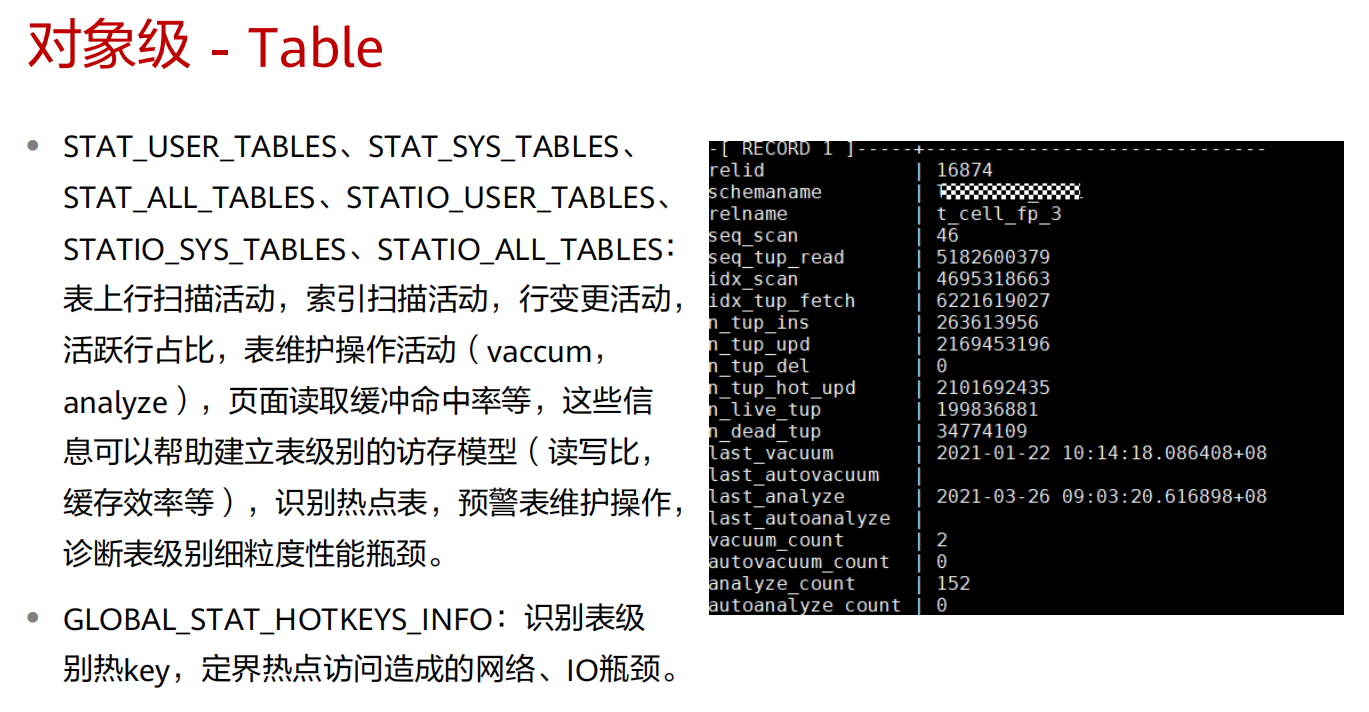 对象级 - Table
STAT_USER_TABLES、STAT_SYS_TABLES、
STAT_ALL_TABLES、STATIO_USER_TABLES、
STATIO_SYS_TABLES、STATIO_ALL_TABLES：
表上行扫描活动，索引扫描活动，行变更活动，
活跃行占比，表维护操作活动（vaccum，
analyze），页面读取缓冲命中率等，这些信
息可以帮助建立表级别的访存模型（读写比，
缓存效率等），识别热点表，预警表维护操作，
诊断表级别细粒度性能瓶颈。
GLOBAL_STAT_HOTKEYS_INFO：识别表级
别热key，定界热点访问造成的网络、IO瓶颈。
-[ RECORD 1 ]-----+------------------------------
relid | 16874
schemaname |
relname | t_cell_fp_3
seq_scan | 46
seq_tup_read | 5182600379
idx_scan | 4695318663
idx_tup_fetch | 6221619027
n_tup_ins | 263613956
n_tup_upd | 2169453196
n_tup_del | 0
n_tup_hot_upd | 2101692435
n_live_tup | 199836881
n_dead_tup | 34774109
last_vacuum | 2021-01-22 10:14:18.086408+08
last_autovacuum |
last_analyze | 2021-03-26 09:03:20.616898+08
last_autoanalyze |
vacuum_count | 2
autovacuum_count | 0
analyze_count | 152
autoanalyze_count | 0